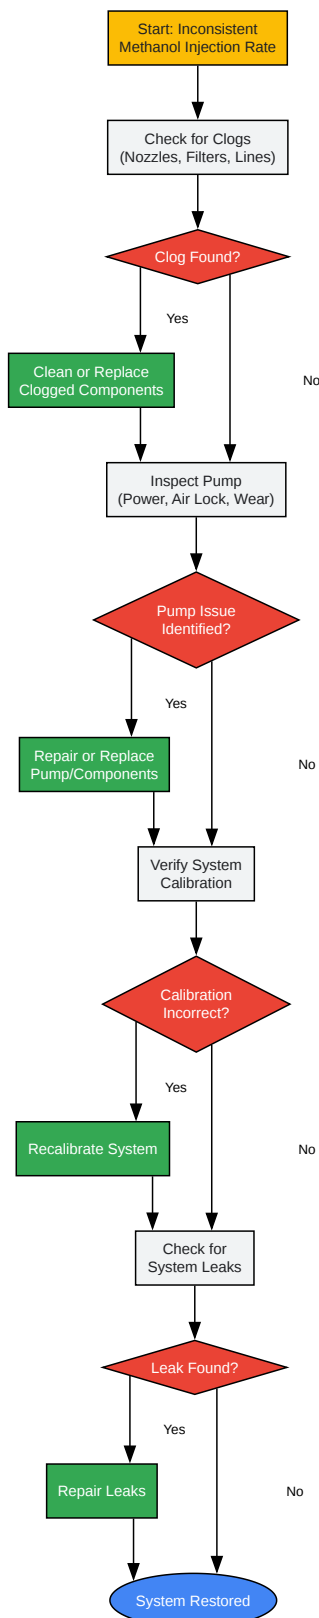 Start: Inconsistent
Methanol Injection Rate
Check for Clogs
(Nozzles, Filters, Lines)
Clog Found?
Yes
Clean or Replace
Clogged Components
No
Inspect Pump
(Power, Air Lock, Wear)
Pump Issue
Identified?
Yes
Repair or Replace
Pump/Components
No
Verify System
Calibration
Calibration
Incorrect?
Yes
Recalibrate System
No
Check for
System Leaks
Leak Found?
Yes
Repair Leaks
No
System Restored